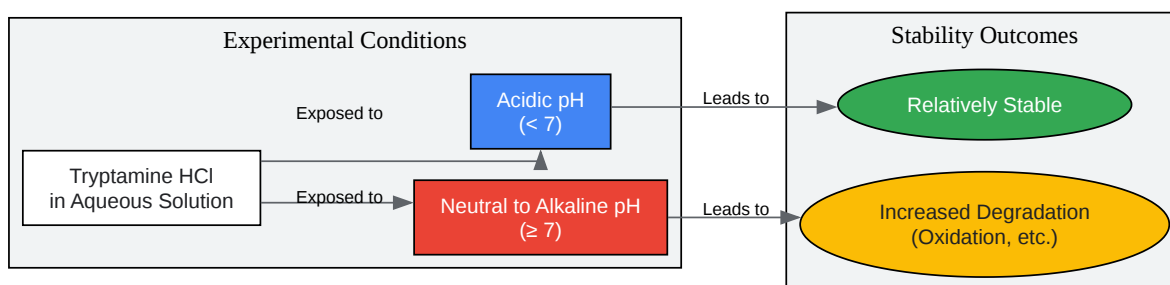 Experimental Conditions
Stability Outcomes
Exposed to
Acidic pH
(< 7)
Leads to
Relatively Stable
Tryptamine HCl
in Aqueous Solution
Exposed to
Neutral to Alkaline pH
(≥ 7)
Leads to
Increased Degradation
(Oxidation, etc.)